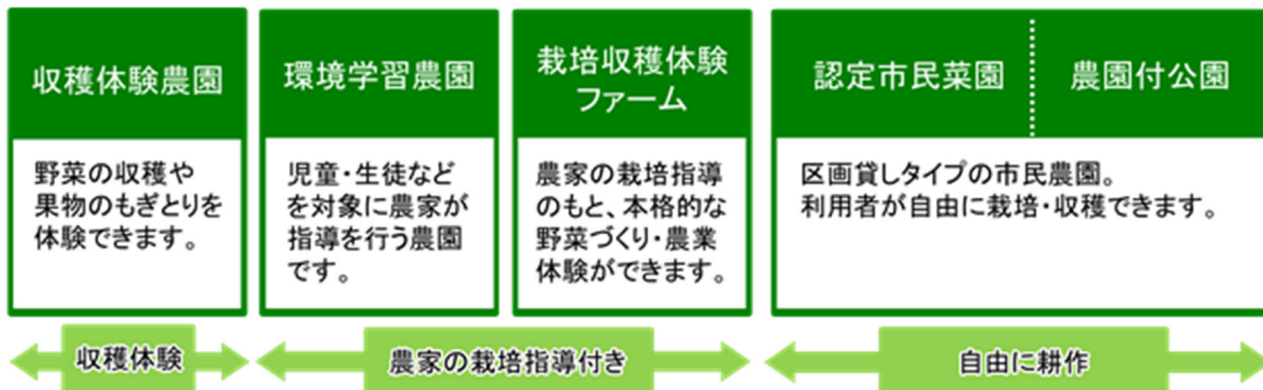 収穫体験農園
野菜の収穫や
果物のもぎとりを
体験できます。
環境学習農園
児童・生徒など
を対象に農家が
指導を行う農園
です。
栽培収穫体験
ファーム
農家の栽培指導
のもと、本格的な
野菜づくり・農業
体験ができます。
認定市民菜園
農園付公園
区画貸しタイプの市民農園。
利用者が自由に栽培・収穫できます。
収穫体験
農家の栽培指導付き
自由に耕作